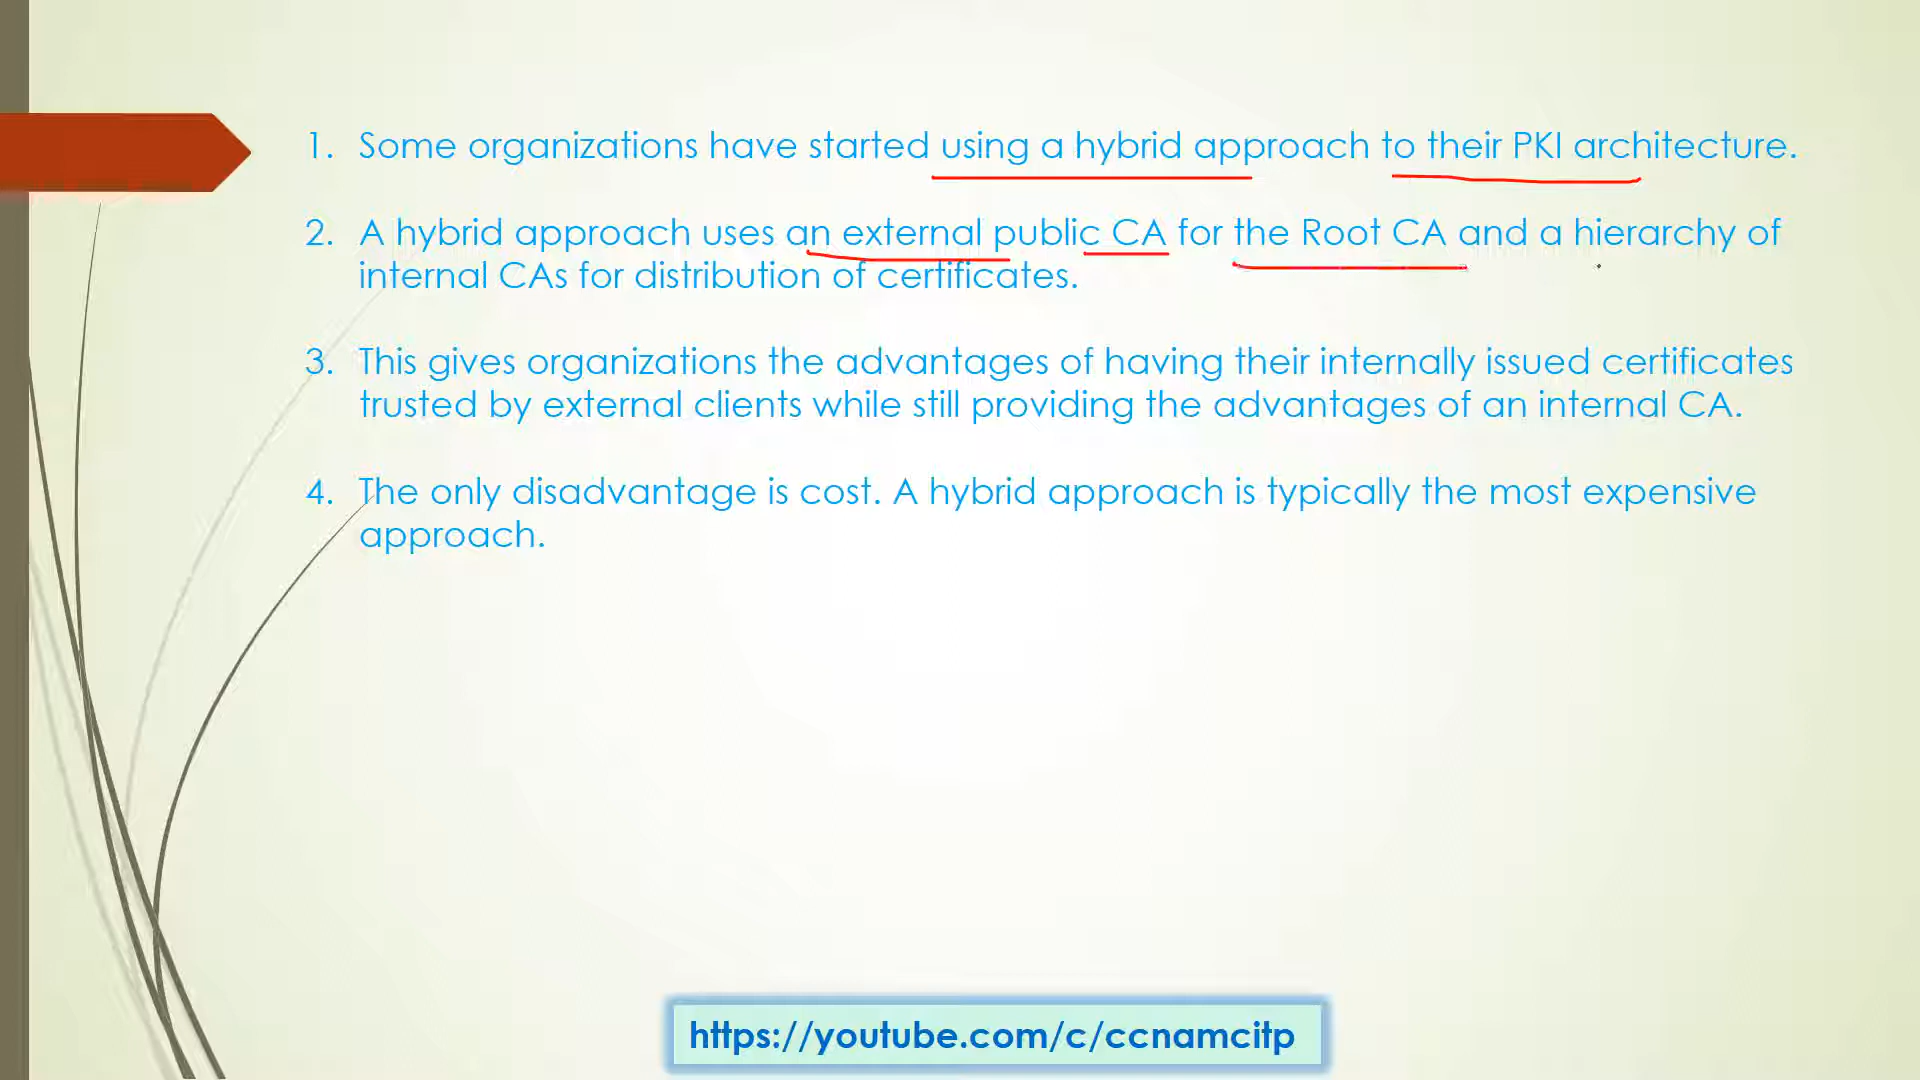 1. Some organizations have started using a hybrid approach to their PKI architecture.
2. A hybrid approach uses an external public CA for the Root CA and a hierarchy of
internal CAs for distribution of certificates.
3. This gives organizations the advantages of having their internally issued certificates
trusted by external clients while still providing the advantages of an internal CA.
4. The only disadvantage is cost. A hybrid approach is typically the most expensive
approach.
https://youtube.com/c/ccnamcitp